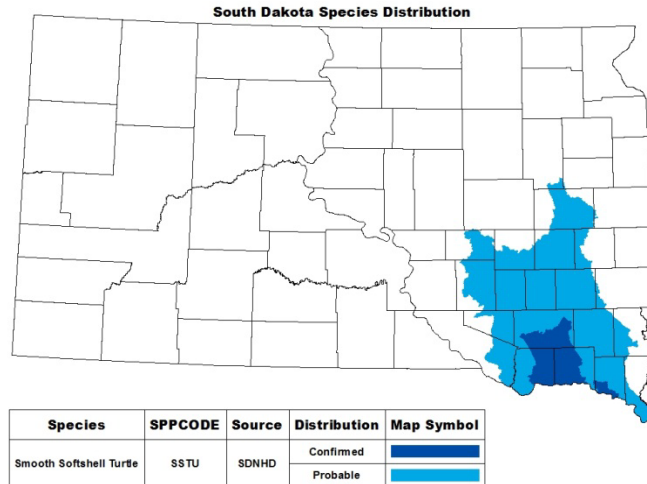 South Dakota Species Distribution
Species SPPCODE Source Distribution Map Symbol
Smooth Softshell Turtle SSTU SDNHD Confirmed
Probable